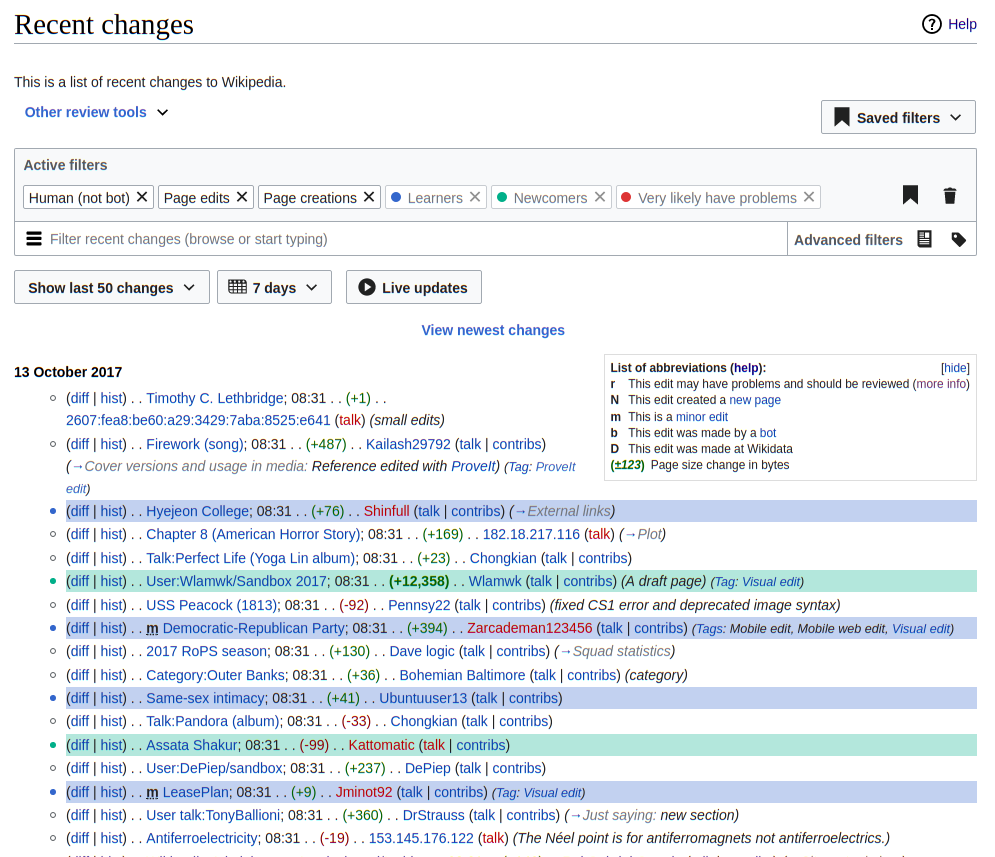 Recent changes
Help
This is a list of recent changes to Wikipedia.
Other review tools
Saved filters
Active filters
Human (not bot) Page edits Page creations Learners Newcomers Very likely have problems
Filter recent changes (browse or start typing) Advanced filters
Show last 50 changes 7 days Live updates
View newest changes
13 October 2017
List of abbreviations (help): [hide]
r This edit may have problems and should be reviewed (more info)
N This edit created a new page
m This is a minor edit
b This edit was made by a bot
D This edit was made at Wikidata
(±123) Page size change in bytes
(diff | hist) . . Timothy C. Lethbridge; 08:31 . . (+1) . .
2607:fea8:be60:a29:3429:7aba:8525:e641 (talk) (small edits)
(diff | hist) . . Firework (song); 08:31 . . (+487) . . Kailash29792 (talk | contribs)
(→Cover versions and usage in media: Reference edited with ProveIt) (Tag: ProveIt
edit)
(diff | hist) . . Hyejeon College; 08:31 . . (+76) . . Shinfull (talk | contribs) (→External links)
(diff | hist) . . Chapter 8 (American Horror Story); 08:31 . . (+169) . . 182.18.217.116 (talk) (→Plot)
(diff | hist) . . Talk:Perfect Life (Yoga Lin album); 08:31 . . (+23) . . Chongkian (talk | contribs)
(diff | hist) . . User:Wlamwk/Sandbox 2017; 08:31 . . (+12,358) . . Wlamwk (talk | contribs) (A draft page) (Tag: Visual edit)
(diff | hist) . . USS Peacock (1813); 08:31 . . (-92) . . Pennsy22 (talk | contribs) (fixed CS1 error and deprecated image syntax)
(diff | hist) . . m Democratic-Republican Party; 08:31 . . (+394) . . Zarcademan123456 (talk | contribs) (Tags: Mobile edit, Mobile web edit, Visual edit)
(diff | hist) . . 2017 RoPS season; 08:31 . . (+130) . . Dave logic (talk | contribs) (→Squad statistics)
(diff | hist) . . Category:Outer Banks; 08:31 . . (+36) . . Bohemian Baltimore (talk | contribs) (category)
(diff | hist) . . Same-sex intimacy; 08:31 . . (+41) . . Ubuntuuser13 (talk | contribs)
(diff | hist) . . Talk:Pandora (album); 08:31 . . (-33) . . Chongkian (talk | contribs)
(diff | hist) . . Assata Shakur; 08:31 . . (-99) . . Kattomatic (talk | contribs)
(diff | hist) . . User:DePiep/sandbox; 08:31 . . (+237) . . DePiep (talk | contribs)
(diff | hist) . . m LeasePlan; 08:31 . . (+9) . . Jminot92 (talk | contribs) (Tag: Visual edit)
(diff | hist) . . User talk:TonyBallioni; 08:31 . . (+360) . . DrStrauss (talk | contribs) (→Just saying: new section)
(diff | hist) . . Antiferroelectricity; 08:31 . . (-19) . . 153.145.176.122 (talk) (The Néel point is for antiferromagnets not antiferroelectrics.)